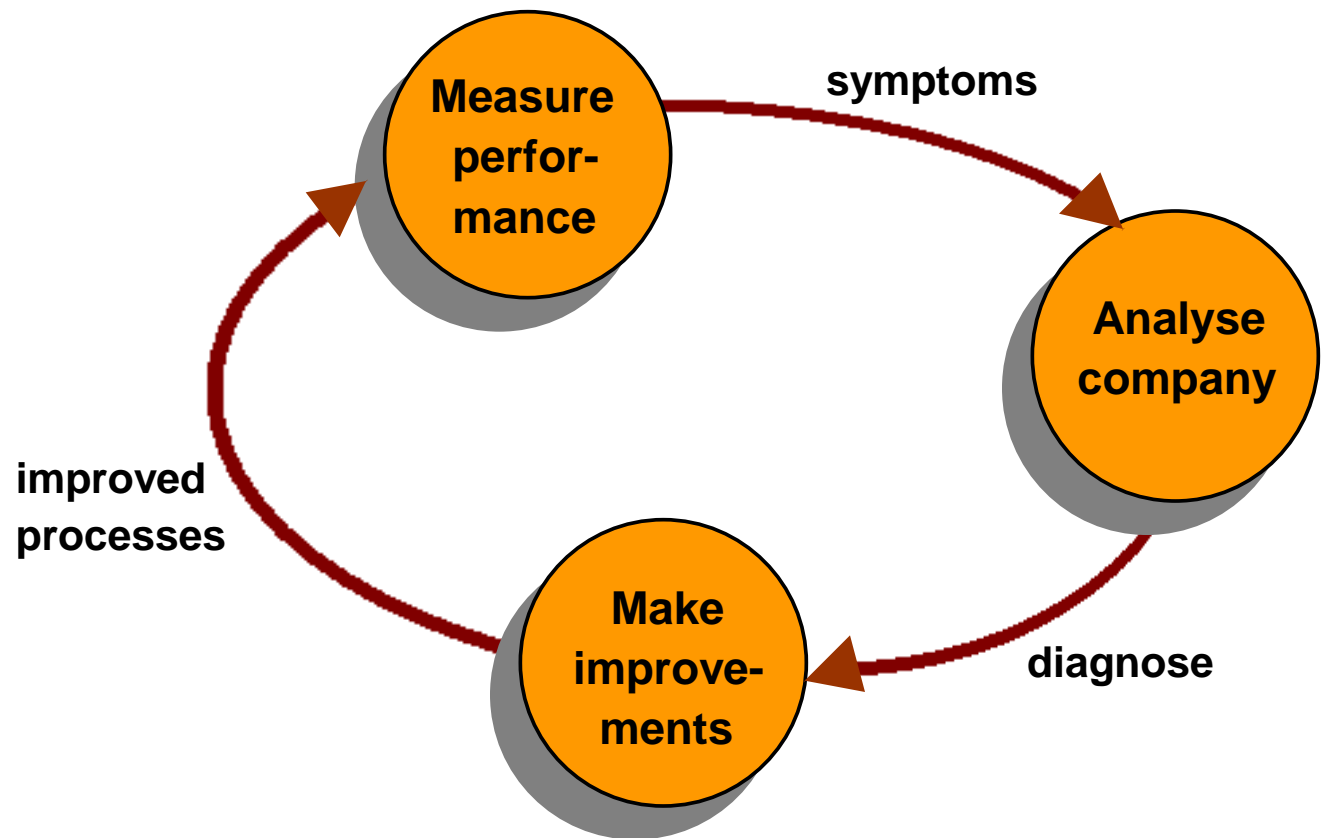 Measure
perfor-
mance
symptoms
Analyse
company
diagnose
Make
improve-
ments
improved
processes